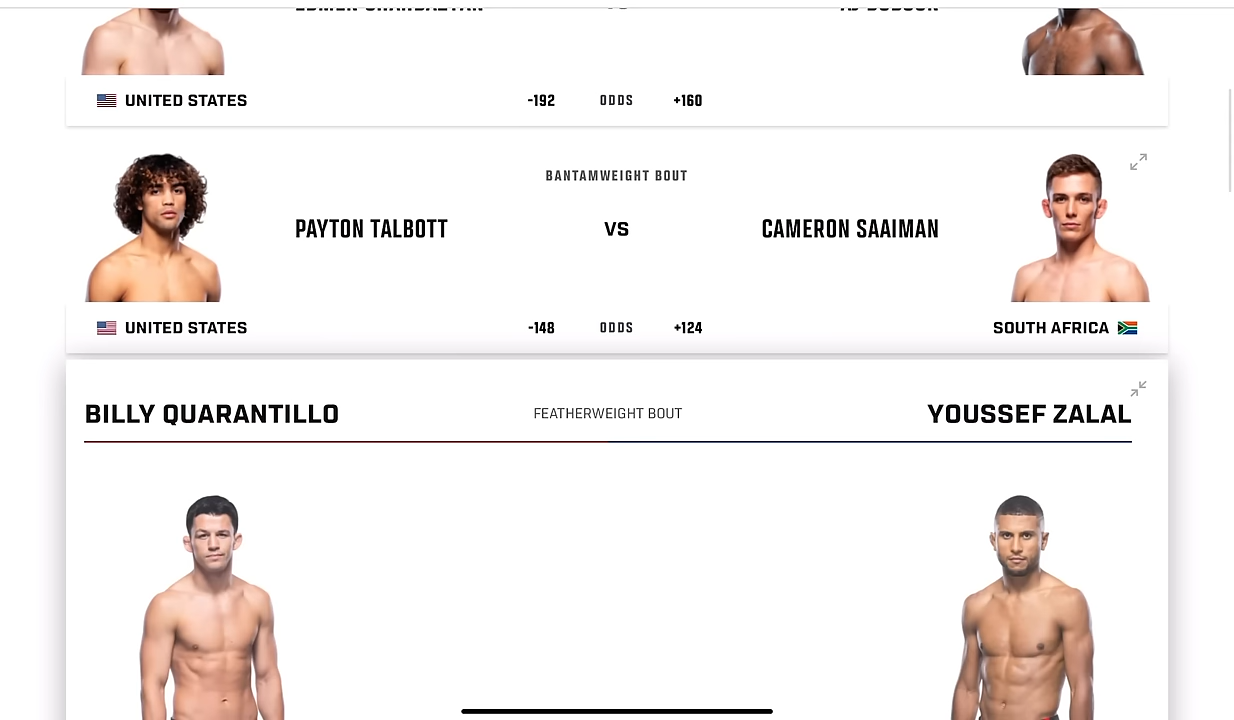 UNITED STATES -192 ODDS +160
BANTAMWEIGHT BOUT
PAYTON TALBOTT VS CAMERON SAAIMAN
UNITED STATES -148 ODDS +124 SOUTH AFRICA
BILLY QUARANTILLO FEATHERWEIGHT BOUT YOUSSEF ZALAL